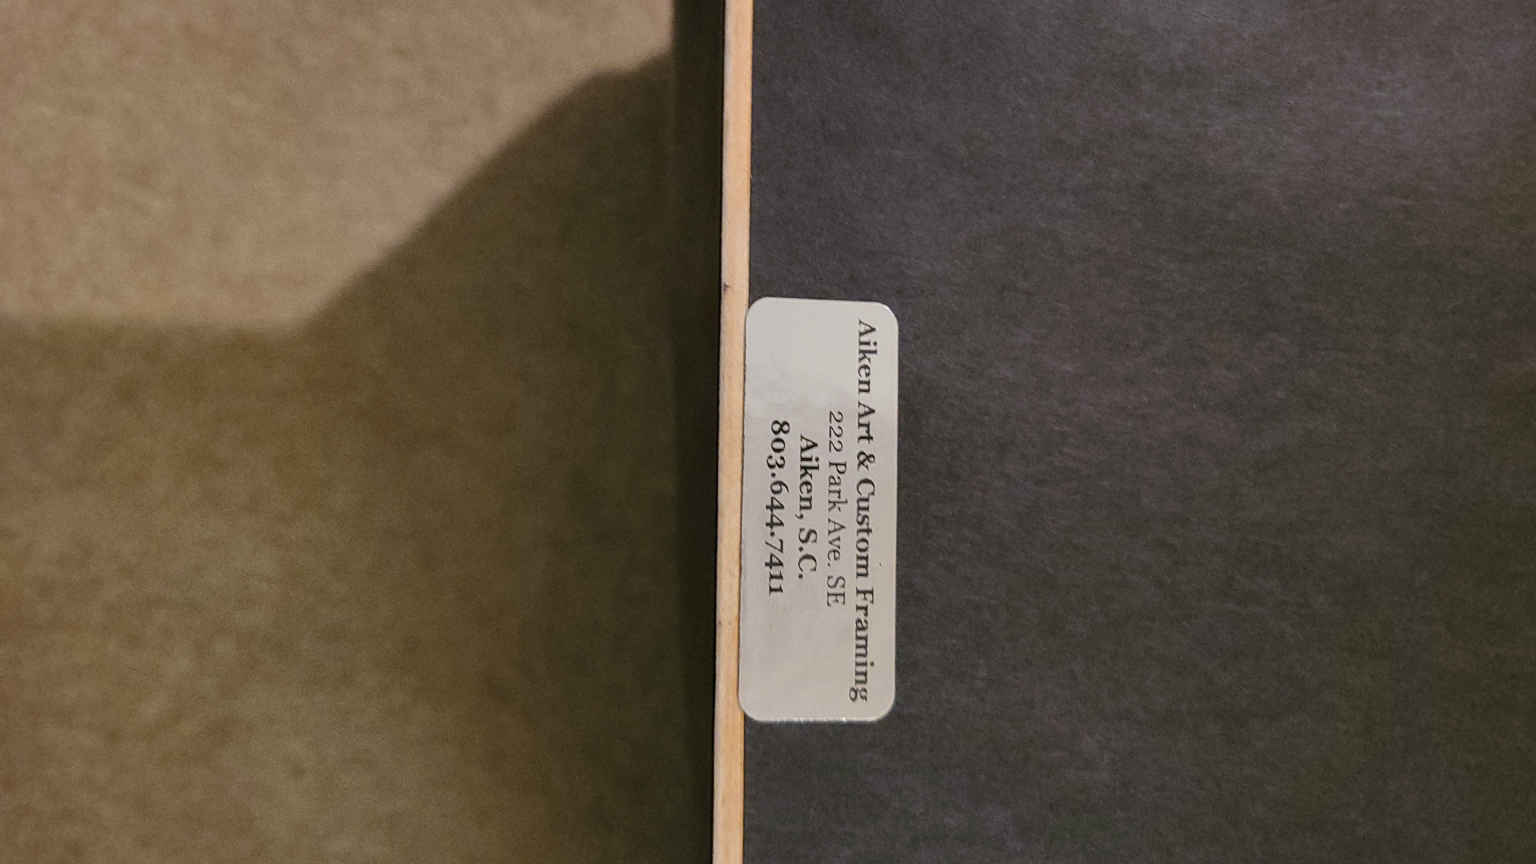 Aiken Art & Custom Framing
222 Park Ave. SE
Aiken, S.C.
803.644.7411